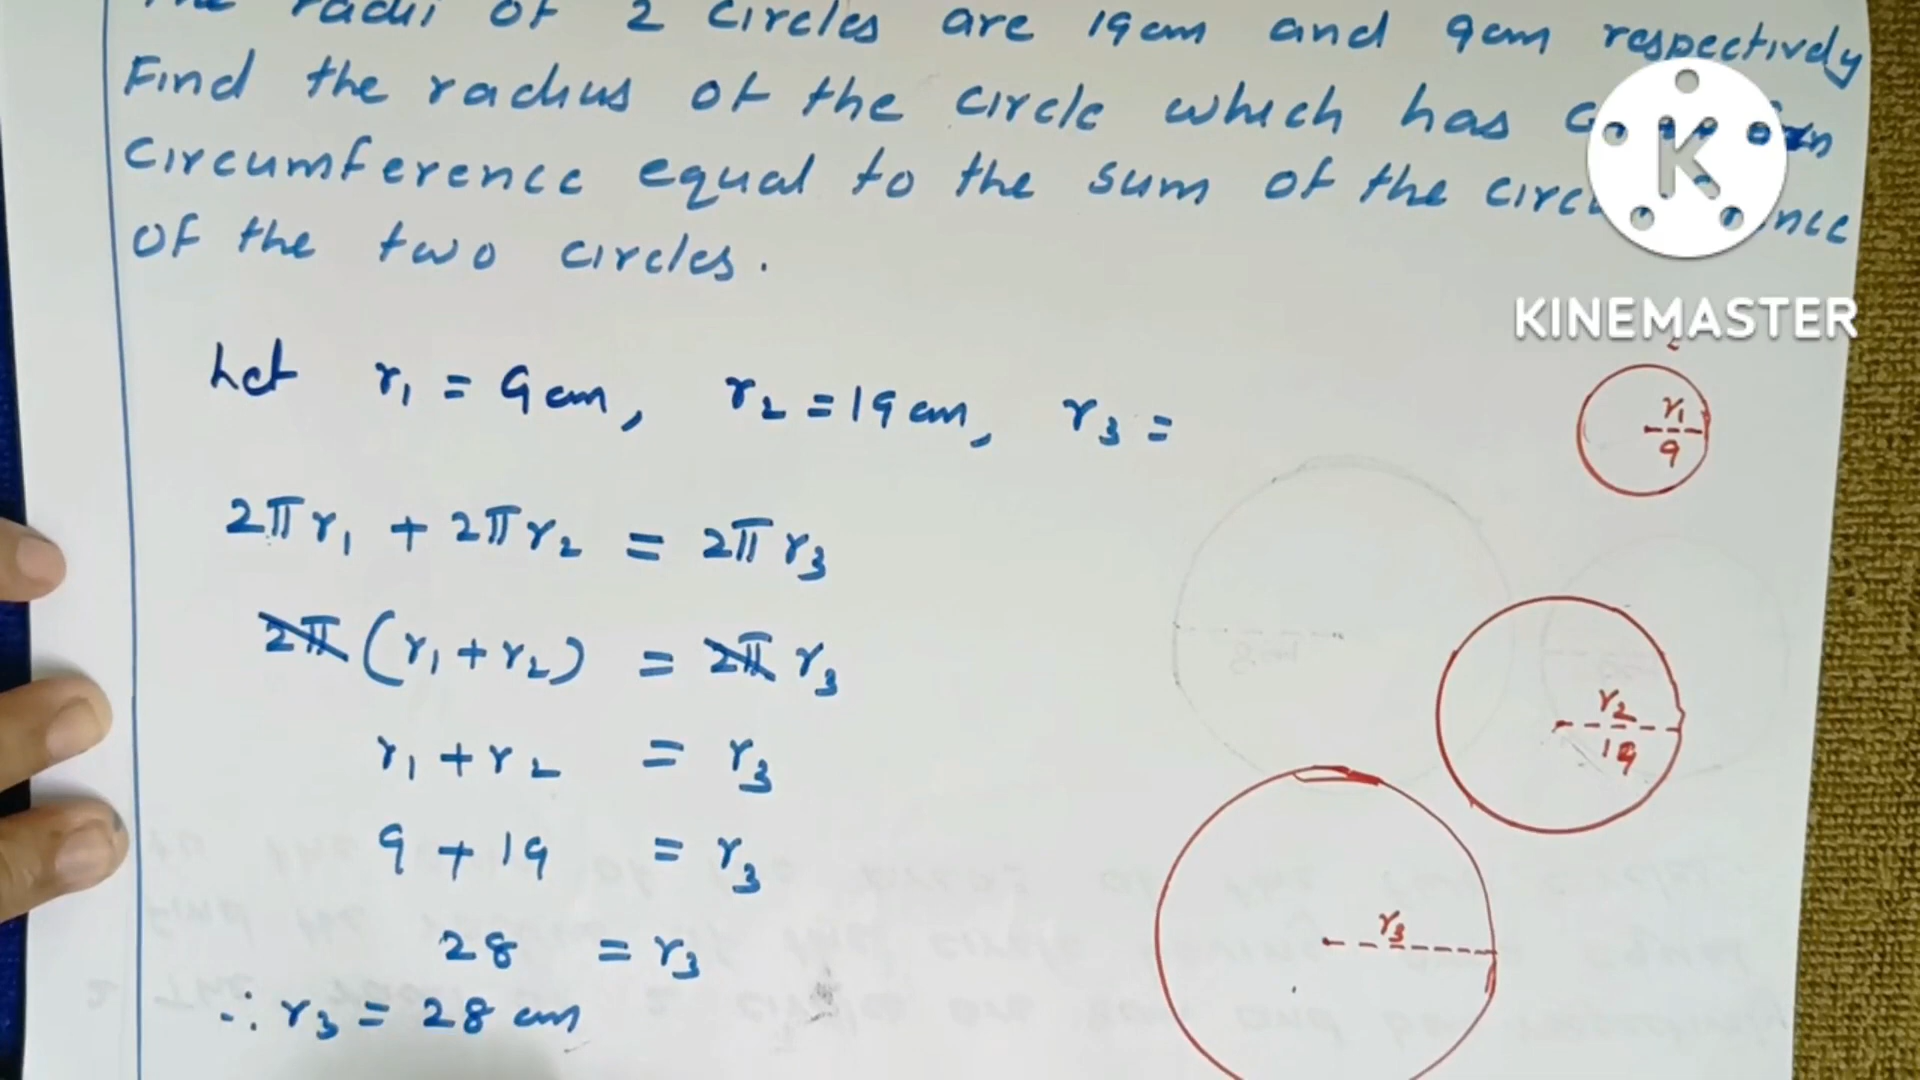 The radii of 2 circles are 19cm and 9cm respectively
Find the radius of the circle which has
circumference equal to the sum of the circumference
of the two circles.
KINEMASTER
Let r₁ = 9cm, r₂ = 19cm, r₃ =
r₁
9
2πr₁ + 2πr₂ = 2πr₃
2π(r₁+r₂) = 2πr₃
r₂
19
r₁+r₂ = r₃
9+19 = r₃
r₃
28 = r₃
∴ r₃ = 28 cm